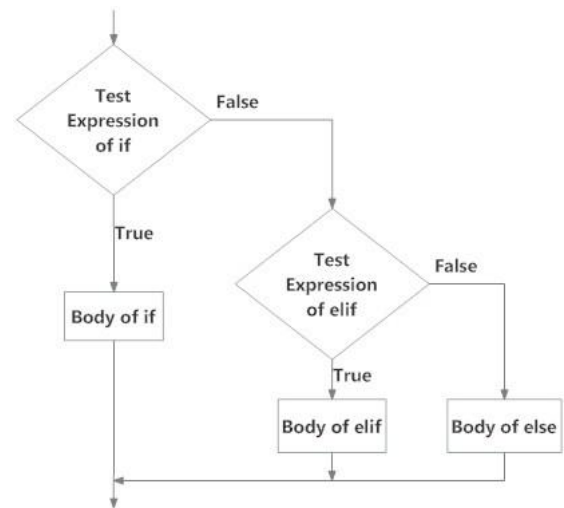 Test
Expression
of if
False
True
Body of if
Test
Expression
of elif
False
True
Body of elif
Body of else